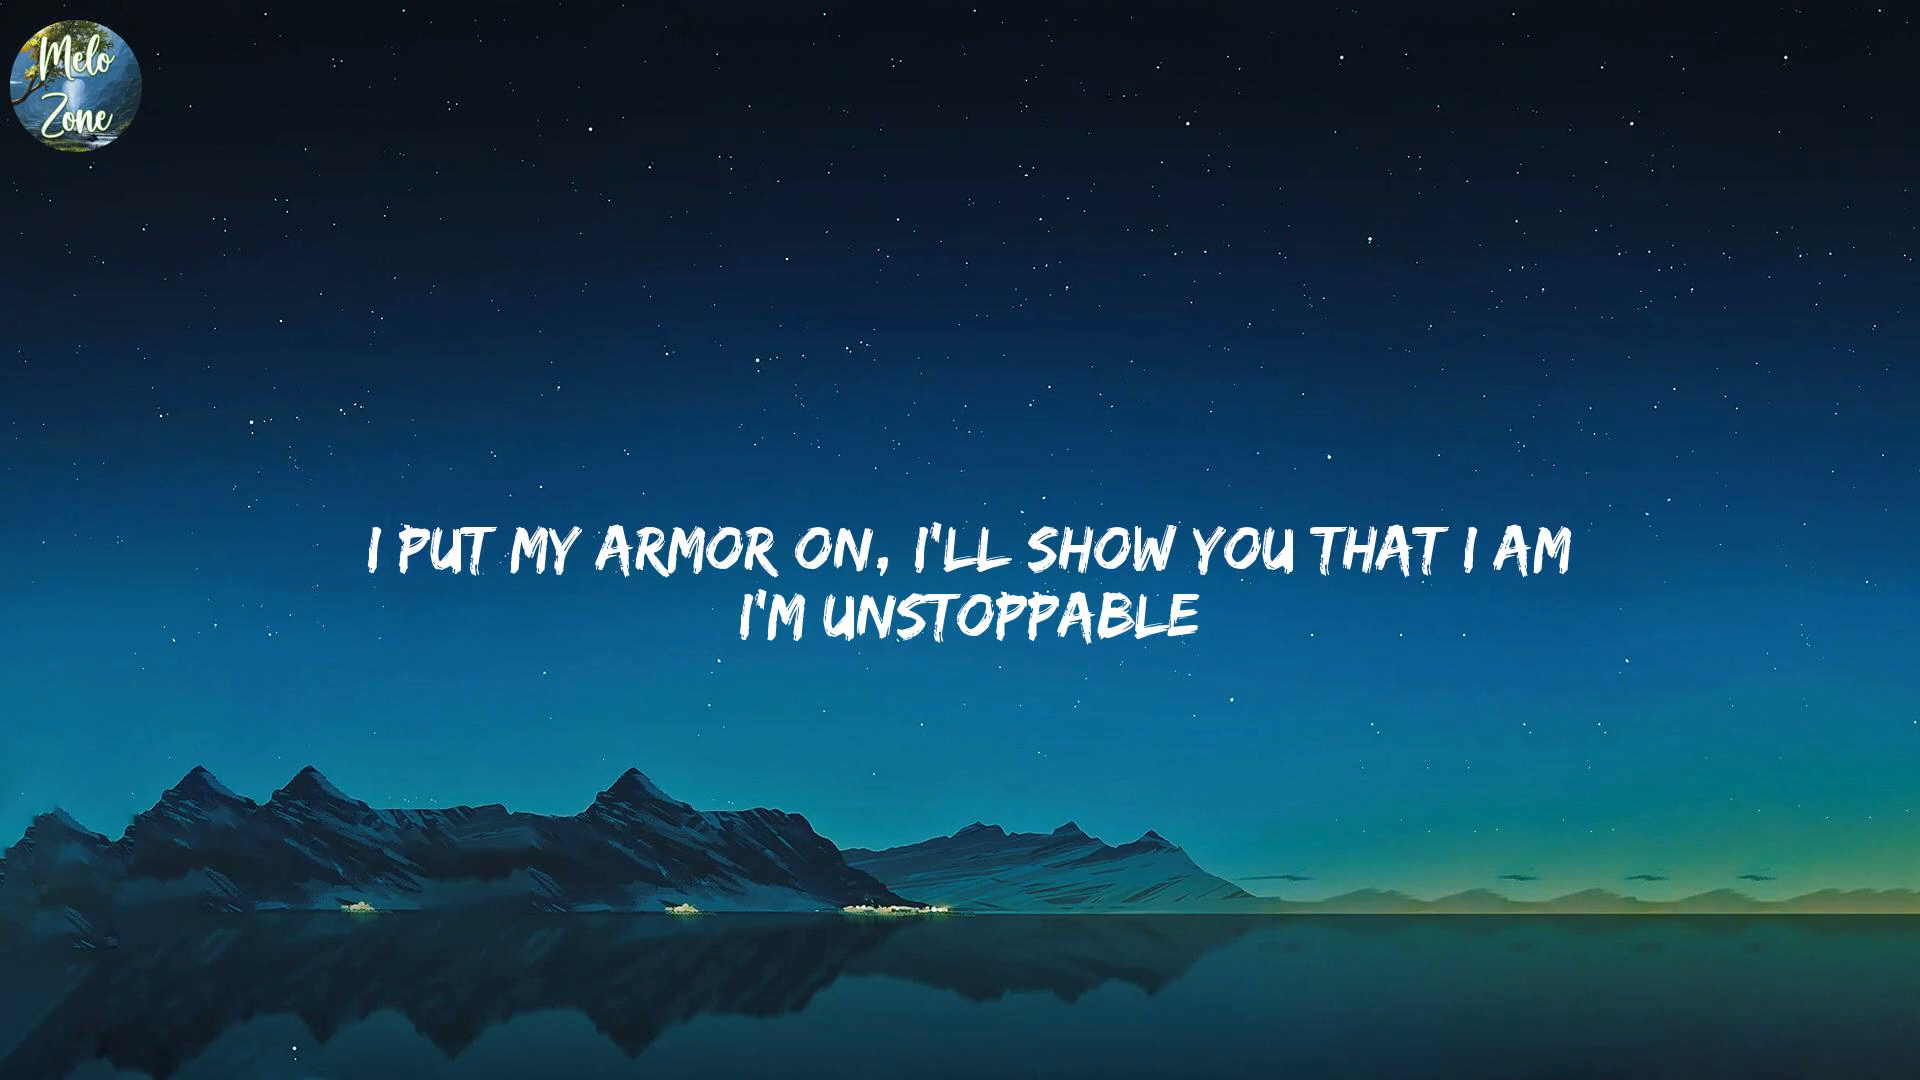 Melo
Zone
I PUT MY ARMOR ON, I'LL SHOW YOU THAT I AM
I'M UNSTOPPABLE